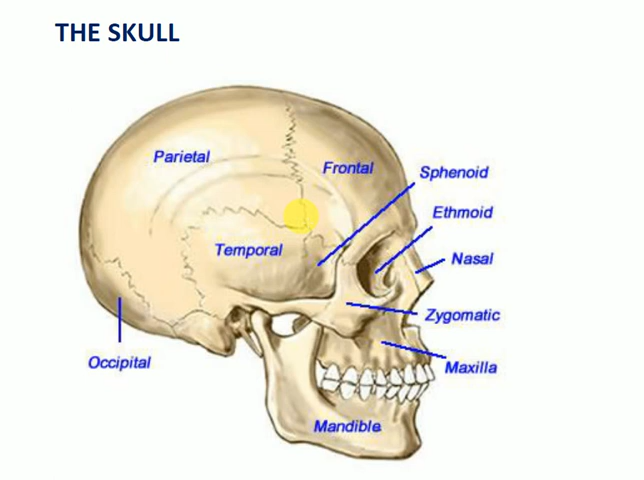 THE SKULL
Parietal
Frontal
Sphenoid
Ethmoid
Temporal
Nasal
Zygomatic
Occipital
Maxilla
Mandible